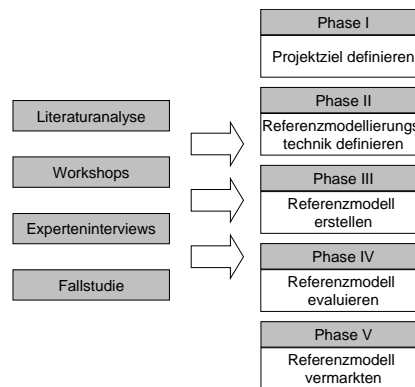 Literaturanalyse
Workshops
Experteninterviews
Fallstudie
Phase I
Projektziel definieren
Phase II
Referenzmodellierungs
technik definieren
Phase III
Referenzmodell
erstellen
Phase IV
Referenzmodell
evaluieren
Phase V
Referenzmodell
vermarkten